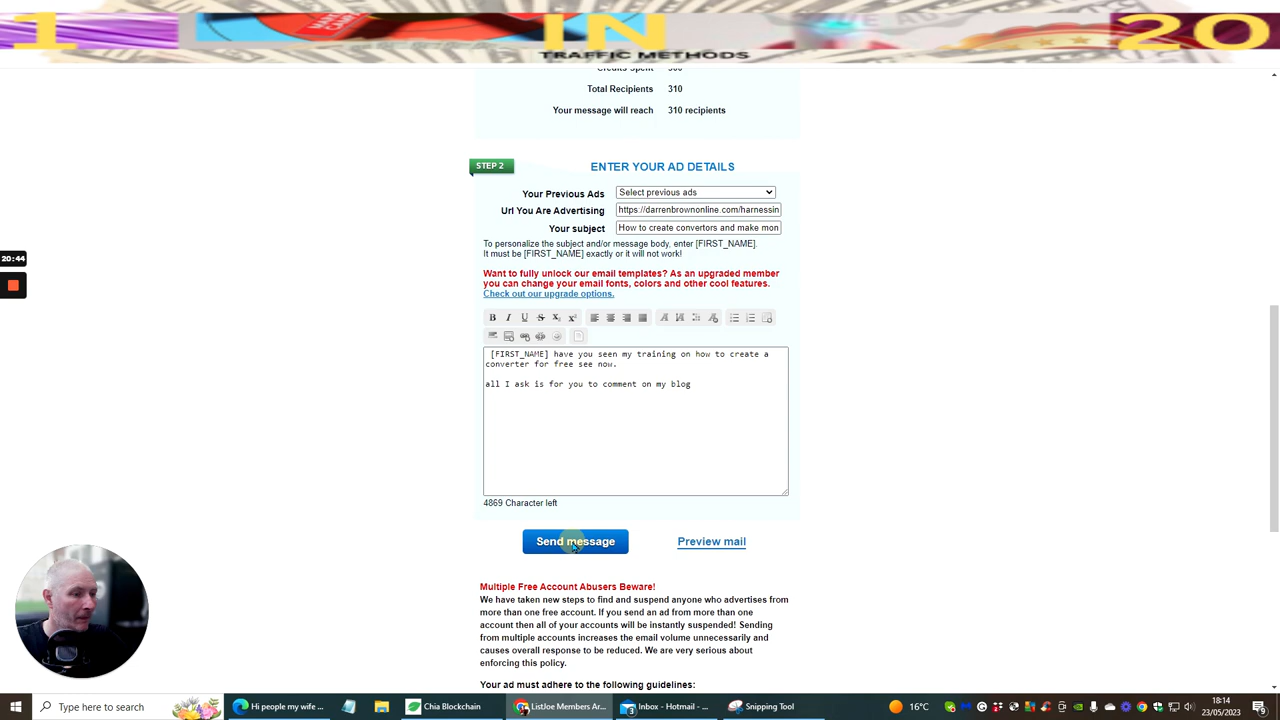 1 IN 20
TRAFFIC METHODS
Total Recipients 310
Your message will reach 310 recipients
STEP 2 ENTER YOUR AD DETAILS
Your Previous Ads Select previous ads
Url You Are Advertising https://darrenbrownonline.com/harnessin
Your subject How to create convertors and make mon
To personalize the subject and/or message body, enter [FIRST_NAME].
It must be [FIRST_NAME] exactly or it will not work!
Want to fully unlock our email templates? As an upgraded member
you can change your email fonts, colors and other cool features.
Check out our upgrade options.
[FIRST_NAME] have you seen my training on how to create a
converter for free see now.
all I ask is for you to comment on my blog
4869 Character left
Send message Preview mail
Multiple Free Account Abusers Beware!
We have taken new steps to find and suspend anyone who advertises from
more than one free account. If you send an ad from more than one
account then all of your accounts will be instantly suspended! Sending
from multiple accounts increases the email volume unnecessarily and
causes overall response to be reduced. We are very serious about
enforcing this policy.
Your ad must adhere to the following guidelines:
20:44
Type here to search
Hi people my wife ...
Chia Blockchain
ListJoe Members Ar...
Inbox - Hotmail - ...
Snipping Tool
16°C
18:14
23/05/2023